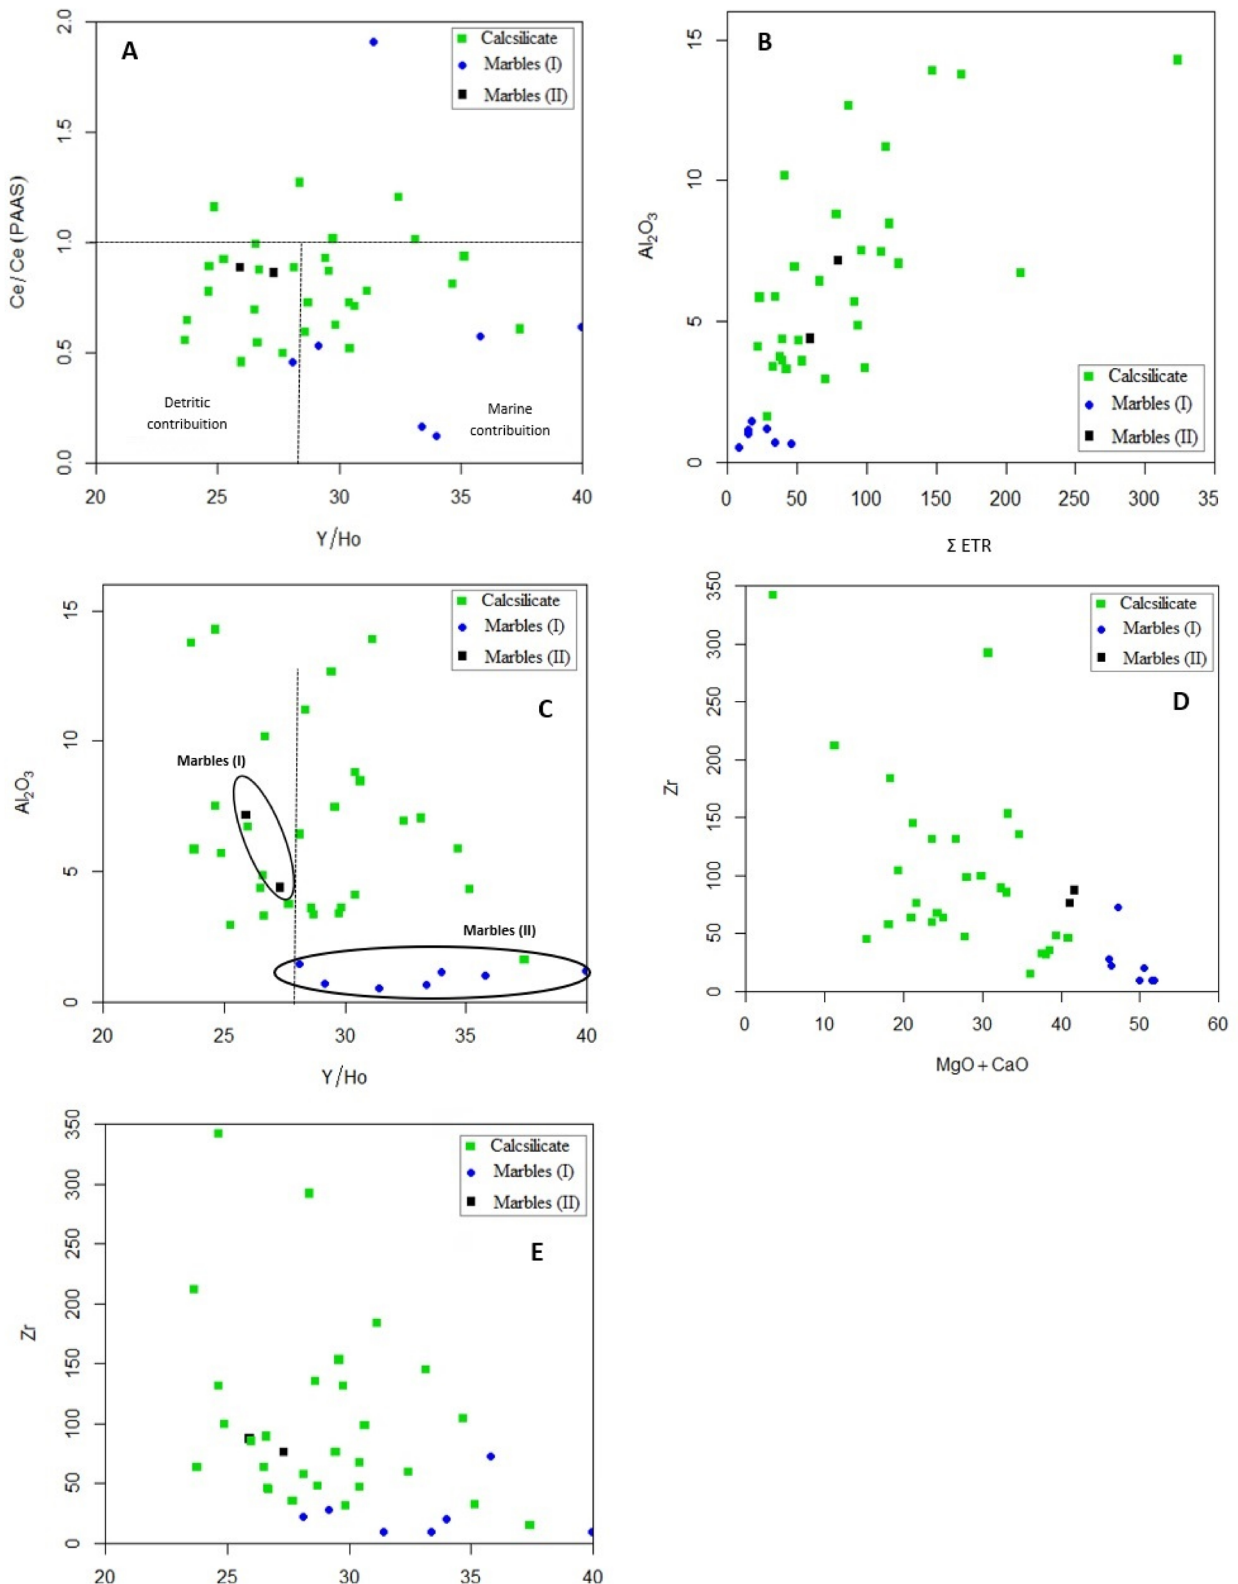 A
Calcsilicate
Marbles (I)
Marbles (II)
Ce/Ce (PAAS)
2.0
1.5
1.0
0.5
0.0
Detritic
contribuition
Marine
contribuition
20 25 30 35 40
Y/Ho
B
Al2O3
15
10
5
0
Calcsilicate
Marbles (I)
Marbles (II)
0 50 100 150 200 250 300 35
Σ ETR
Calcsilicate
Marbles (I)
Marbles (II)
C
Al2O3
15
10
5
0
Marbles (I)
Marbles (II)
20 25 30 35 40
Y/Ho
Calcsilicate
Marbles (I)
Marbles (II)
D
Zr
350
300
250
200
150
100
50
0
0 10 20 30 40 50 60
MgO+CaO
Calcsilicate
Marbles (I)
Marbles (II)
E
Zr
350
300
250
200
150
100
50
0
20 25 30 35 40